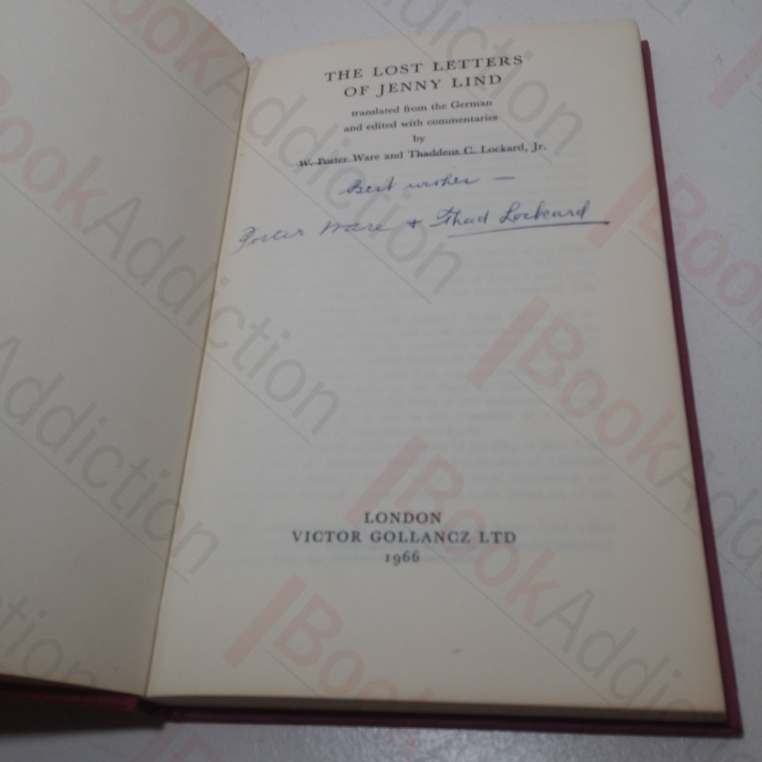 THE LOST LETTERS
OF JENNY LIND
translated from the German
and edited with commentaries
by
W. Porter Ware and Thaddeus C. Lockard, Jr.
Best wishes —
Porter Ware + Thad Lockard
LONDON
VICTOR GOLLANCZ LTD
1966
BookAddiction